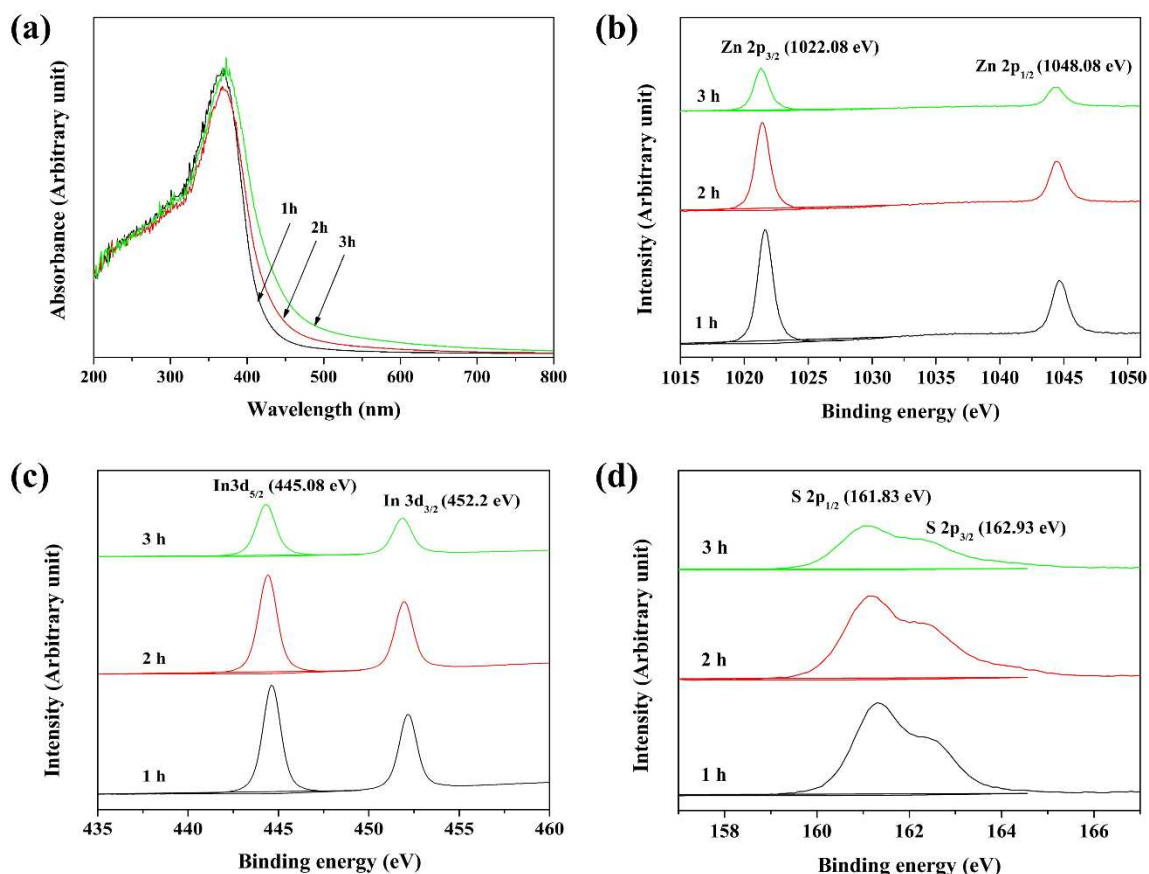 (a)
Absorbance (Arbitrary unit)
1h
2h
3h
200 300 400 500 600 700 800
Wavelength (nm)
(b)
Zn 2p3/2 (1022.08 eV)
Zn 2p1/2 (1048.08 eV)
3 h
2 h
1 h
Intensity (Arbitrary unit)
1015 1020 1025 1030 1035 1040 1045 1050
Binding energy (eV)
(c)
In3d5/2 (445.08 eV)
In 3d3/2 (452.2 eV)
3 h
2 h
1 h
Intensity (Arbitrary unit)
435 440 445 450 455 460
Binding energy (eV)
(d)
S 2p1/2 (161.83 eV)
S 2p3/2 (162.93 eV)
3 h
2 h
1 h
Intensity (Arbitrary unit)
158 160 162 164 166
Binding energy (eV)